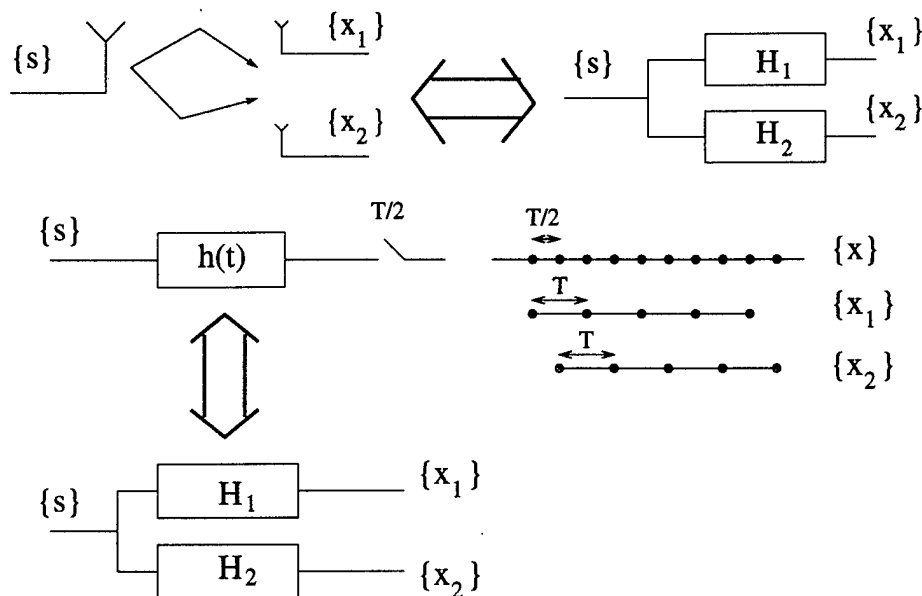 {s}
{x₁}
{x₂}
{s}
H₁
H₂
{x₁}
{x₂}
{s}
h(t)
T/2
T/2
{x}
T
{x₁}
T
{x₂}
{s}
H₁
H₂
{x₁}
{x₂}